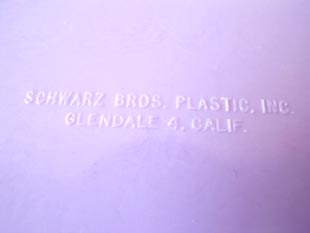 SCHWARZ BROS. PLASTIC, INC.
GLENDALE 4, CALIF.